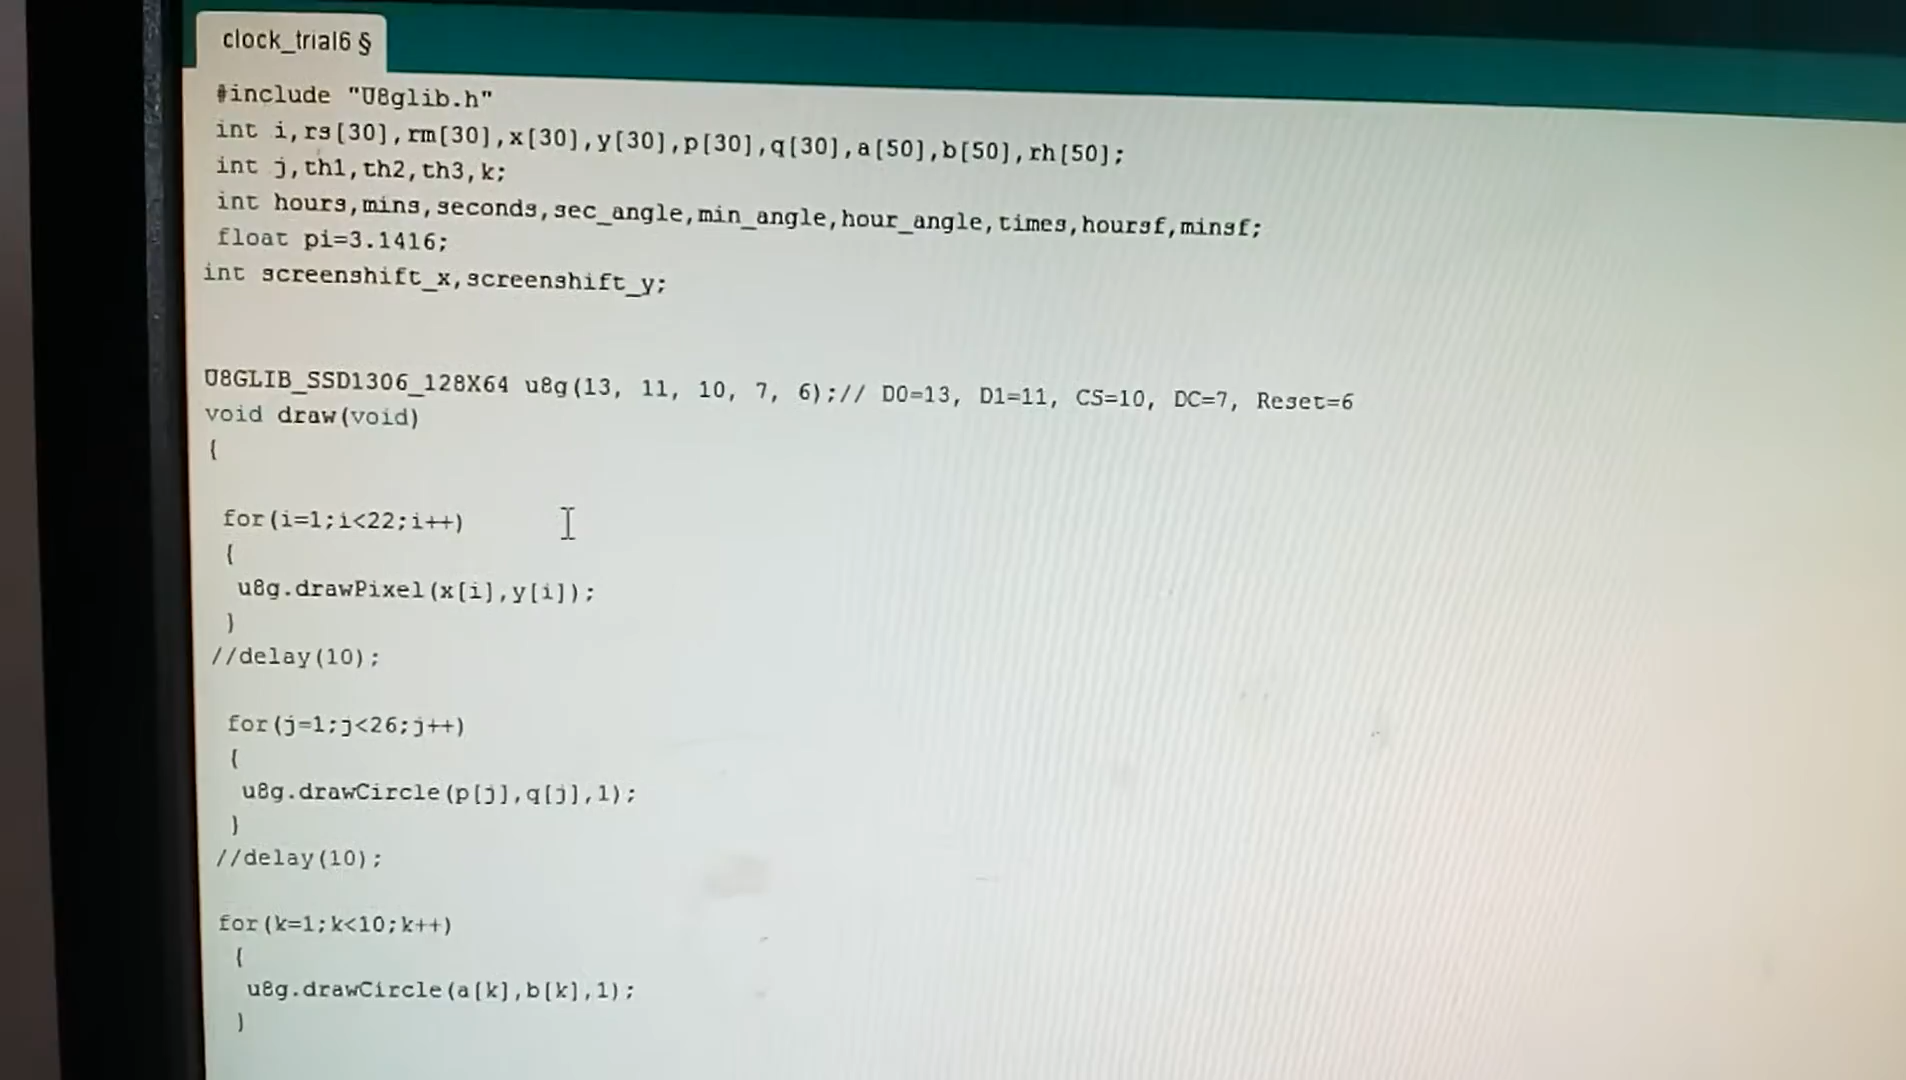 clock_trial6 §
#include "U8glib.h"
int i,rs[30],rm[30],x[30],y[30],p[30],q[30],a[50],b[50],rh[50];
int j,th1,th2,th3,k;
int hours,mins,seconds,sec_angle,min_angle,hour_angle,times,hoursf,minsf;
float pi=3.1416;
int screenshift_x,screenshift_y;
U8GLIB_SSD1306_128X64 u8g(13, 11, 10, 7, 6);// D0=13, D1=11, CS=10, DC=7, Reset=6
void draw(void)
{
for(i=1;i<22;i++)
{
u8g.drawPixel(x[i],y[i]);
}
//delay(10);
for(j=1;j<26;j++)
{
u8g.drawCircle(p[j],q[j],1);
}
//delay(10);
for(k=1;k<10;k++)
{
u8g.drawCircle(a[k],b[k],1);
}